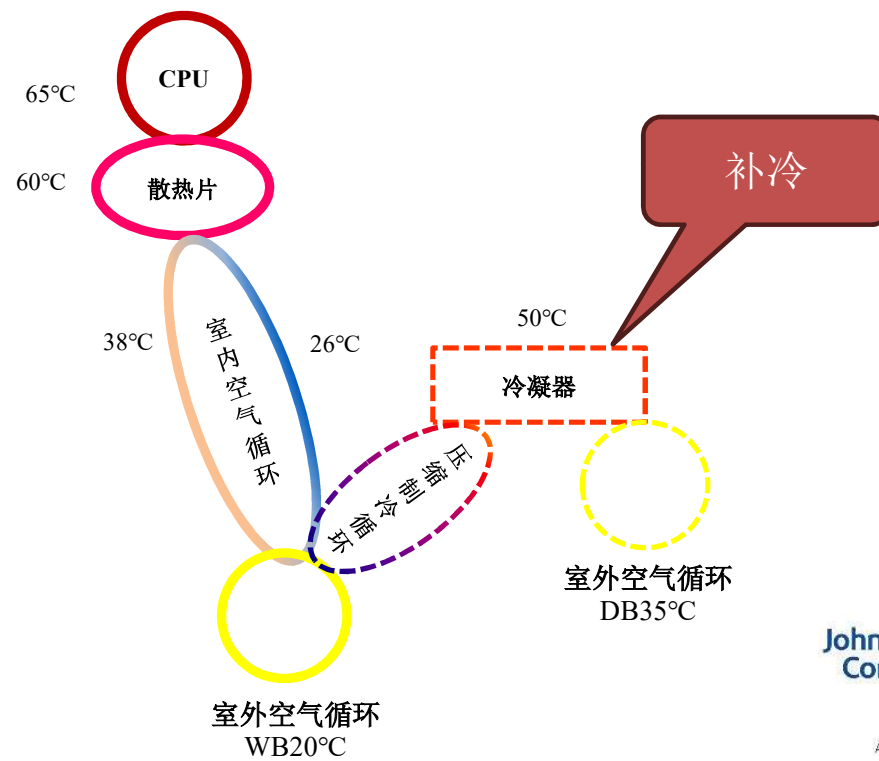 CPU
65℃
60℃
散热片
补冷
38℃
室内空气循环
26℃
50℃
冷凝器
压缩制冷循环
室外空气循环
DB35℃
室外空气循环
WB20℃
John
Con